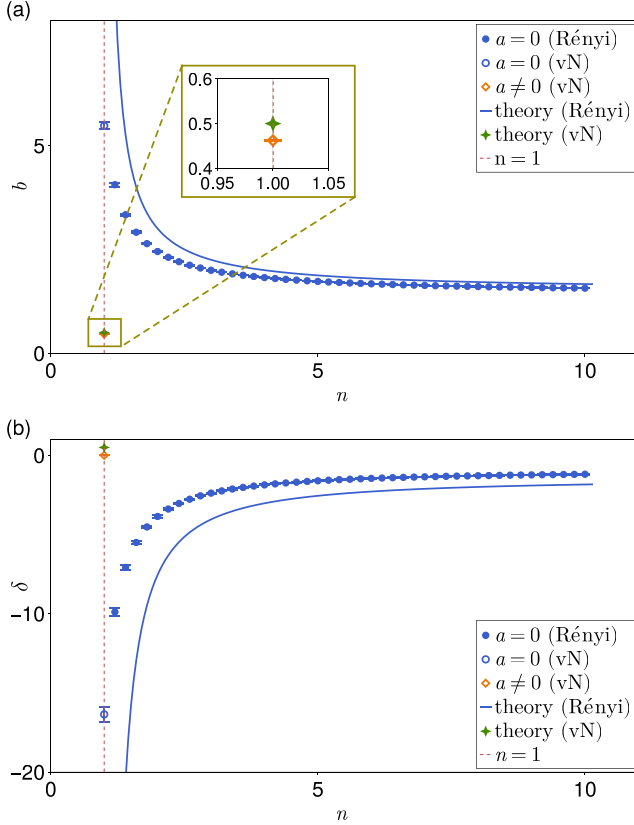 (a)
a = 0 (Rényi)
a = 0 (vN)
a ≠ 0 (vN)
theory (Rényi)
theory (vN)
n = 1
0.6
0.5
0.4
0.95 1.00 1.05
5
0
b
0 5 10
n
(b)
0
−10
−20
δ
a = 0 (Rényi)
a = 0 (vN)
a ≠ 0 (vN)
theory (Rényi)
theory (vN)
n = 1
0 5 10
n